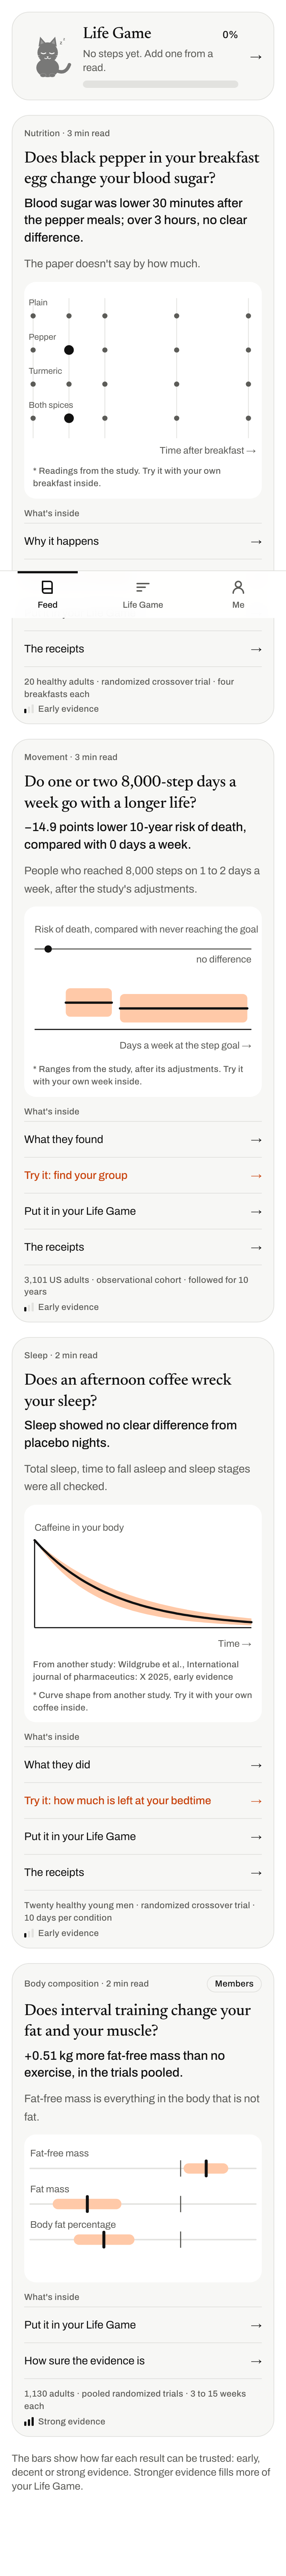 Life Game
0%
No steps yet. Add one from a
read.
→
Nutrition · 3 min read
Does black pepper in your breakfast
egg change your blood sugar?
Blood sugar was lower 30 minutes after
the pepper meals; over 3 hours, no clear
difference.
The paper doesn't say by how much.
Plain
Pepper
Turmeric
Both spices
Time after breakfast →
* Readings from the study. Try it with your own
breakfast inside.
What's inside
Why it happens →
Feed
Life Game
Me
The receipts →
20 healthy adults · randomized crossover trial · four
breakfasts each
Early evidence
Movement · 3 min read
Do one or two 8,000-step days a
week go with a longer life?
−14.9 points lower 10-year risk of death,
compared with 0 days a week.
People who reached 8,000 steps on 1 to 2 days a
week, after the study's adjustments.
Risk of death, compared with never reaching the goal
no difference
Days a week at the step goal →
* Ranges from the study, after its adjustments. Try it
with your own week inside.
What's inside
What they found →
Try it: find your group →
Put it in your Life Game →
The receipts →
3,101 US adults · observational cohort · followed for 10
years
Early evidence
Sleep · 2 min read
Does an afternoon coffee wreck
your sleep?
Sleep showed no clear difference from
placebo nights.
Total sleep, time to fall asleep and sleep stages
were all checked.
Caffeine in your body
Time →
From another study: Wildgrube et al., International
journal of pharmaceutics: X 2025, early evidence
* Curve shape from another study. Try it with your own
coffee inside.
What's inside
What they did →
Try it: how much is left at your bedtime →
Put it in your Life Game →
The receipts →
Twenty healthy young men · randomized crossover trial ·
10 days per condition
Early evidence
Body composition · 2 min read
Members
Does interval training change your
fat and your muscle?
+0.51 kg more fat-free mass than no
exercise, in the trials pooled.
Fat-free mass is everything in the body that is not
fat.
Fat-free mass
Fat mass
Body fat percentage
What's inside
Put it in your Life Game →
How sure the evidence is →
1,130 adults · pooled randomized trials · 3 to 15 weeks
each
Strong evidence
The bars show how far each result can be trusted: early,
decent or strong evidence. Stronger evidence fills more of
your Life Game.